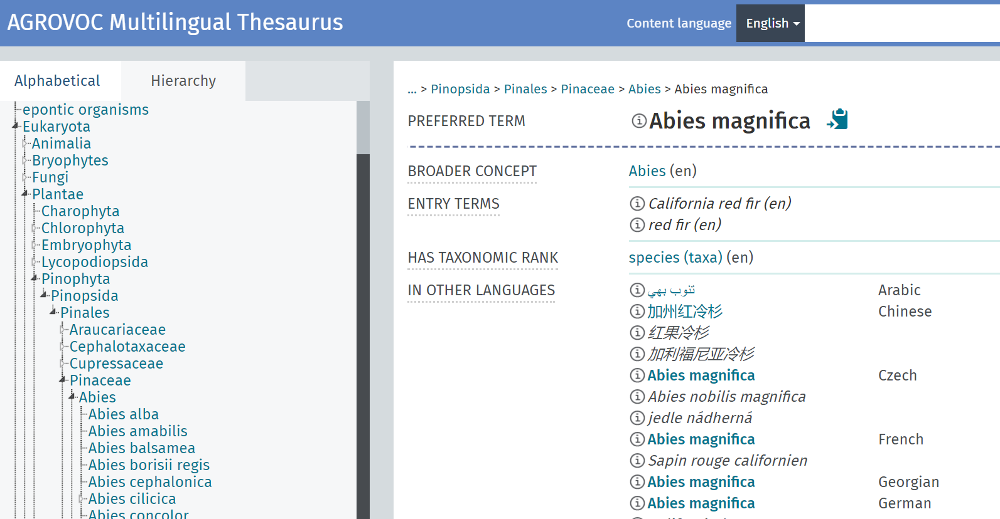 AGROVOC Multilingual Thesaurus
Content language English
Alphabetical
Hierarchy
epontic organisms
Eukaryota
Animalia
Bryophytes
Fungi
Plantae
Charophyta
Chlorophyta
Embryophyta
Lycopodiopsida
Pinophyta
Pinopsida
Pinales
Araucariaceae
Cephalotaxaceae
Cupressaceae
Pinaceae
Abies
Abies alba
Abies amabilis
Abies balsamea
Abies borisii regis
Abies cephalonica
Abies cilicica
Abies concolor
... > Pinopsida > Pinales > Pinaceae > Abies > Abies magnifica
PREFERRED TERM Abies magnifica
BROADER CONCEPT Abies (en)
ENTRY TERMS California red fir (en)
red fir (en)
HAS TAXONOMIC RANK species (taxa) (en)
IN OTHER LANGUAGES تنوب بهي Arabic
加州红冷杉 Chinese
红果冷杉
加利福尼亚冷杉
Abies magnifica Czech
Abies nobilis magnifica
jedle nádherná
Abies magnifica French
Sapin rouge californien
Abies magnifica Georgian
Abies magnifica German